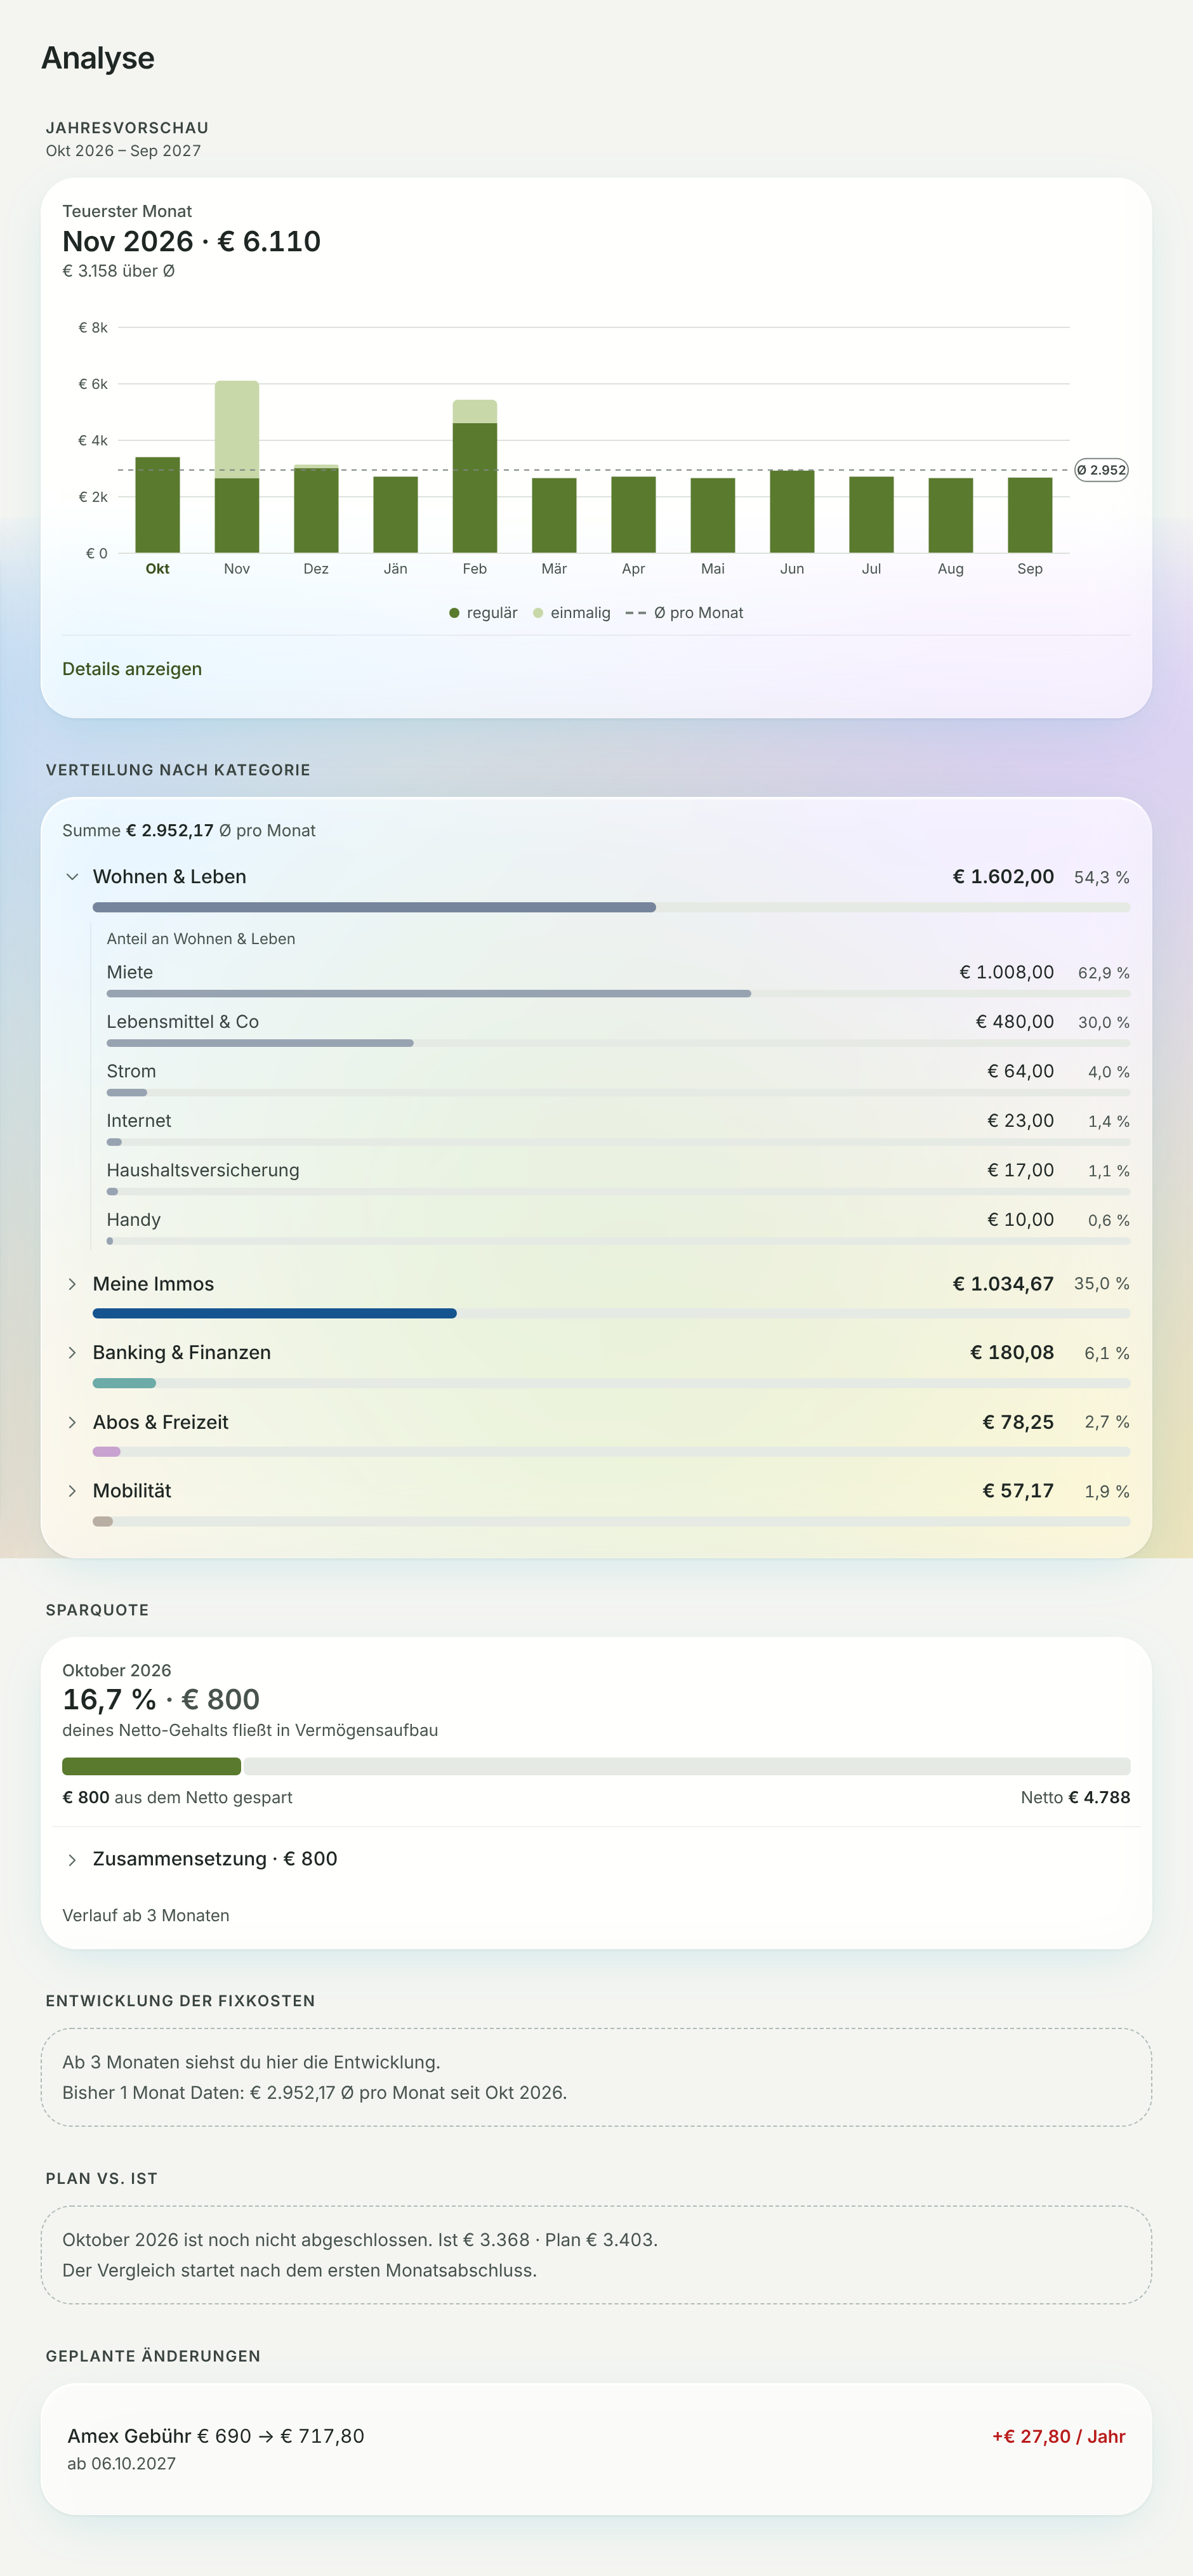 Analyse
JAHRESVORSCHAU
Okt 2026 – Sep 2027
Teuerster Monat
Nov 2026 · € 6.110
€ 3.158 über Ø
€ 8k
€ 6k
€ 4k
€ 2k
€ 0
Ø 2.952
Okt Nov Dez Jän Feb Mär Apr Mai Jun Jul Aug Sep
regulär einmalig Ø pro Monat
Details anzeigen
VERTEILUNG NACH KATEGORIE
Summe € 2.952,17 Ø pro Monat
Wohnen & Leben € 1.602,00 54,3 %
Anteil an Wohnen & Leben
Miete € 1.008,00 62,9 %
Lebensmittel & Co € 480,00 30,0 %
Strom € 64,00 4,0 %
Internet € 23,00 1,4 %
Haushaltsversicherung € 17,00 1,1 %
Handy € 10,00 0,6 %
Meine Immos € 1.034,67 35,0 %
Banking & Finanzen € 180,08 6,1 %
Abos & Freizeit € 78,25 2,7 %
Mobilität € 57,17 1,9 %
SPARQUOTE
Oktober 2026
16,7 % · € 800
deines Netto-Gehalts fließt in Vermögensaufbau
€ 800 aus dem Netto gespart Netto € 4.788
Zusammensetzung · € 800
Verlauf ab 3 Monaten
ENTWICKLUNG DER FIXKOSTEN
Ab 3 Monaten siehst du hier die Entwicklung.
Bisher 1 Monat Daten: € 2.952,17 Ø pro Monat seit Okt 2026.
PLAN VS. IST
Oktober 2026 ist noch nicht abgeschlossen. Ist € 3.368 · Plan € 3.403.
Der Vergleich startet nach dem ersten Monatsabschluss.
GEPLANTE ÄNDERUNGEN
Amex Gebühr € 690 → € 717,80 +€ 27,80 / Jahr
ab 06.10.2027